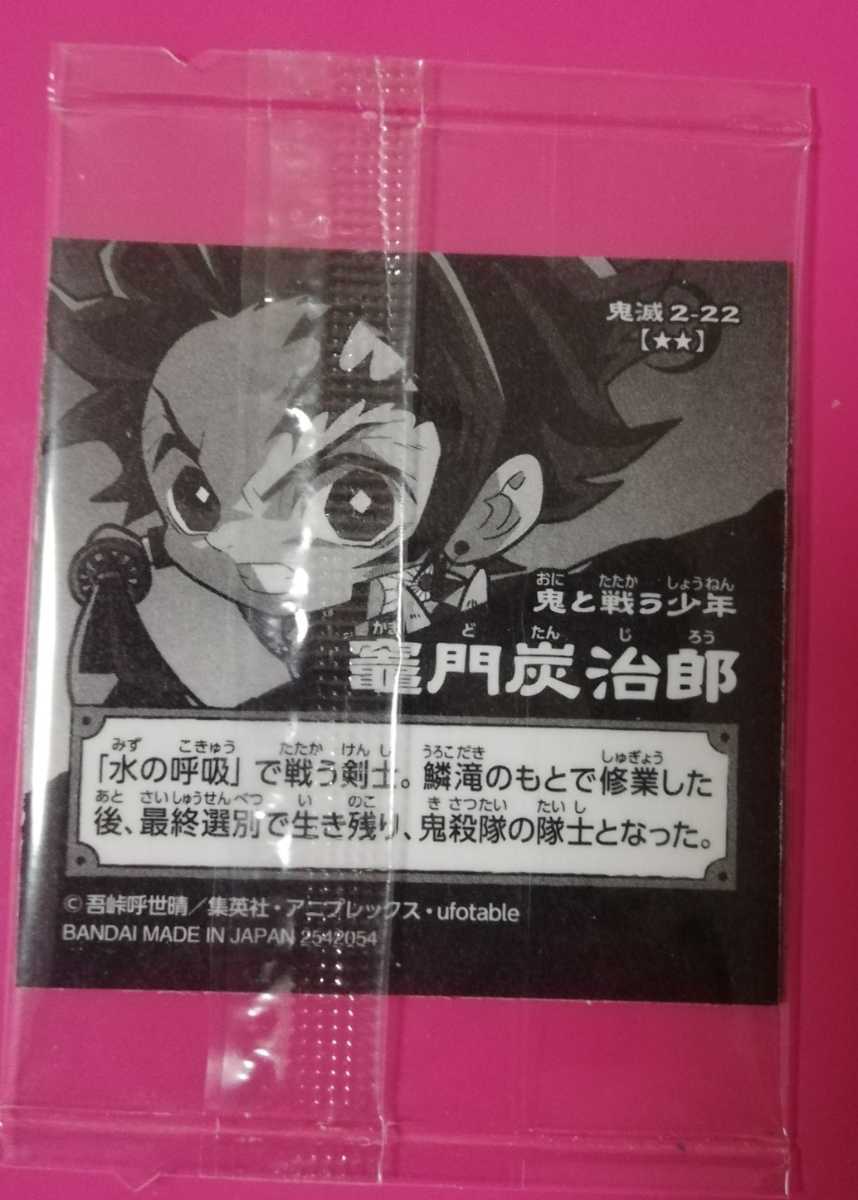 鬼滅2-22
【★★】
おに たたか しょうねん
鬼と戦う少年
かま ど たん じ ろう
竈門炭治郎
みず こきゅう たたか けんし うろこだき しゅぎょう
「水の呼吸」で戦う剣士。鱗滝のもとで修業した
あと さいしゅうせんべつ い のこ きさつたい たいし
後、最終選別で生き残り、鬼殺隊の隊士となった。
©吾峠呼世晴/集英社・アニプレックス・ufotable
BANDAI MADE IN JAPAN 2542054